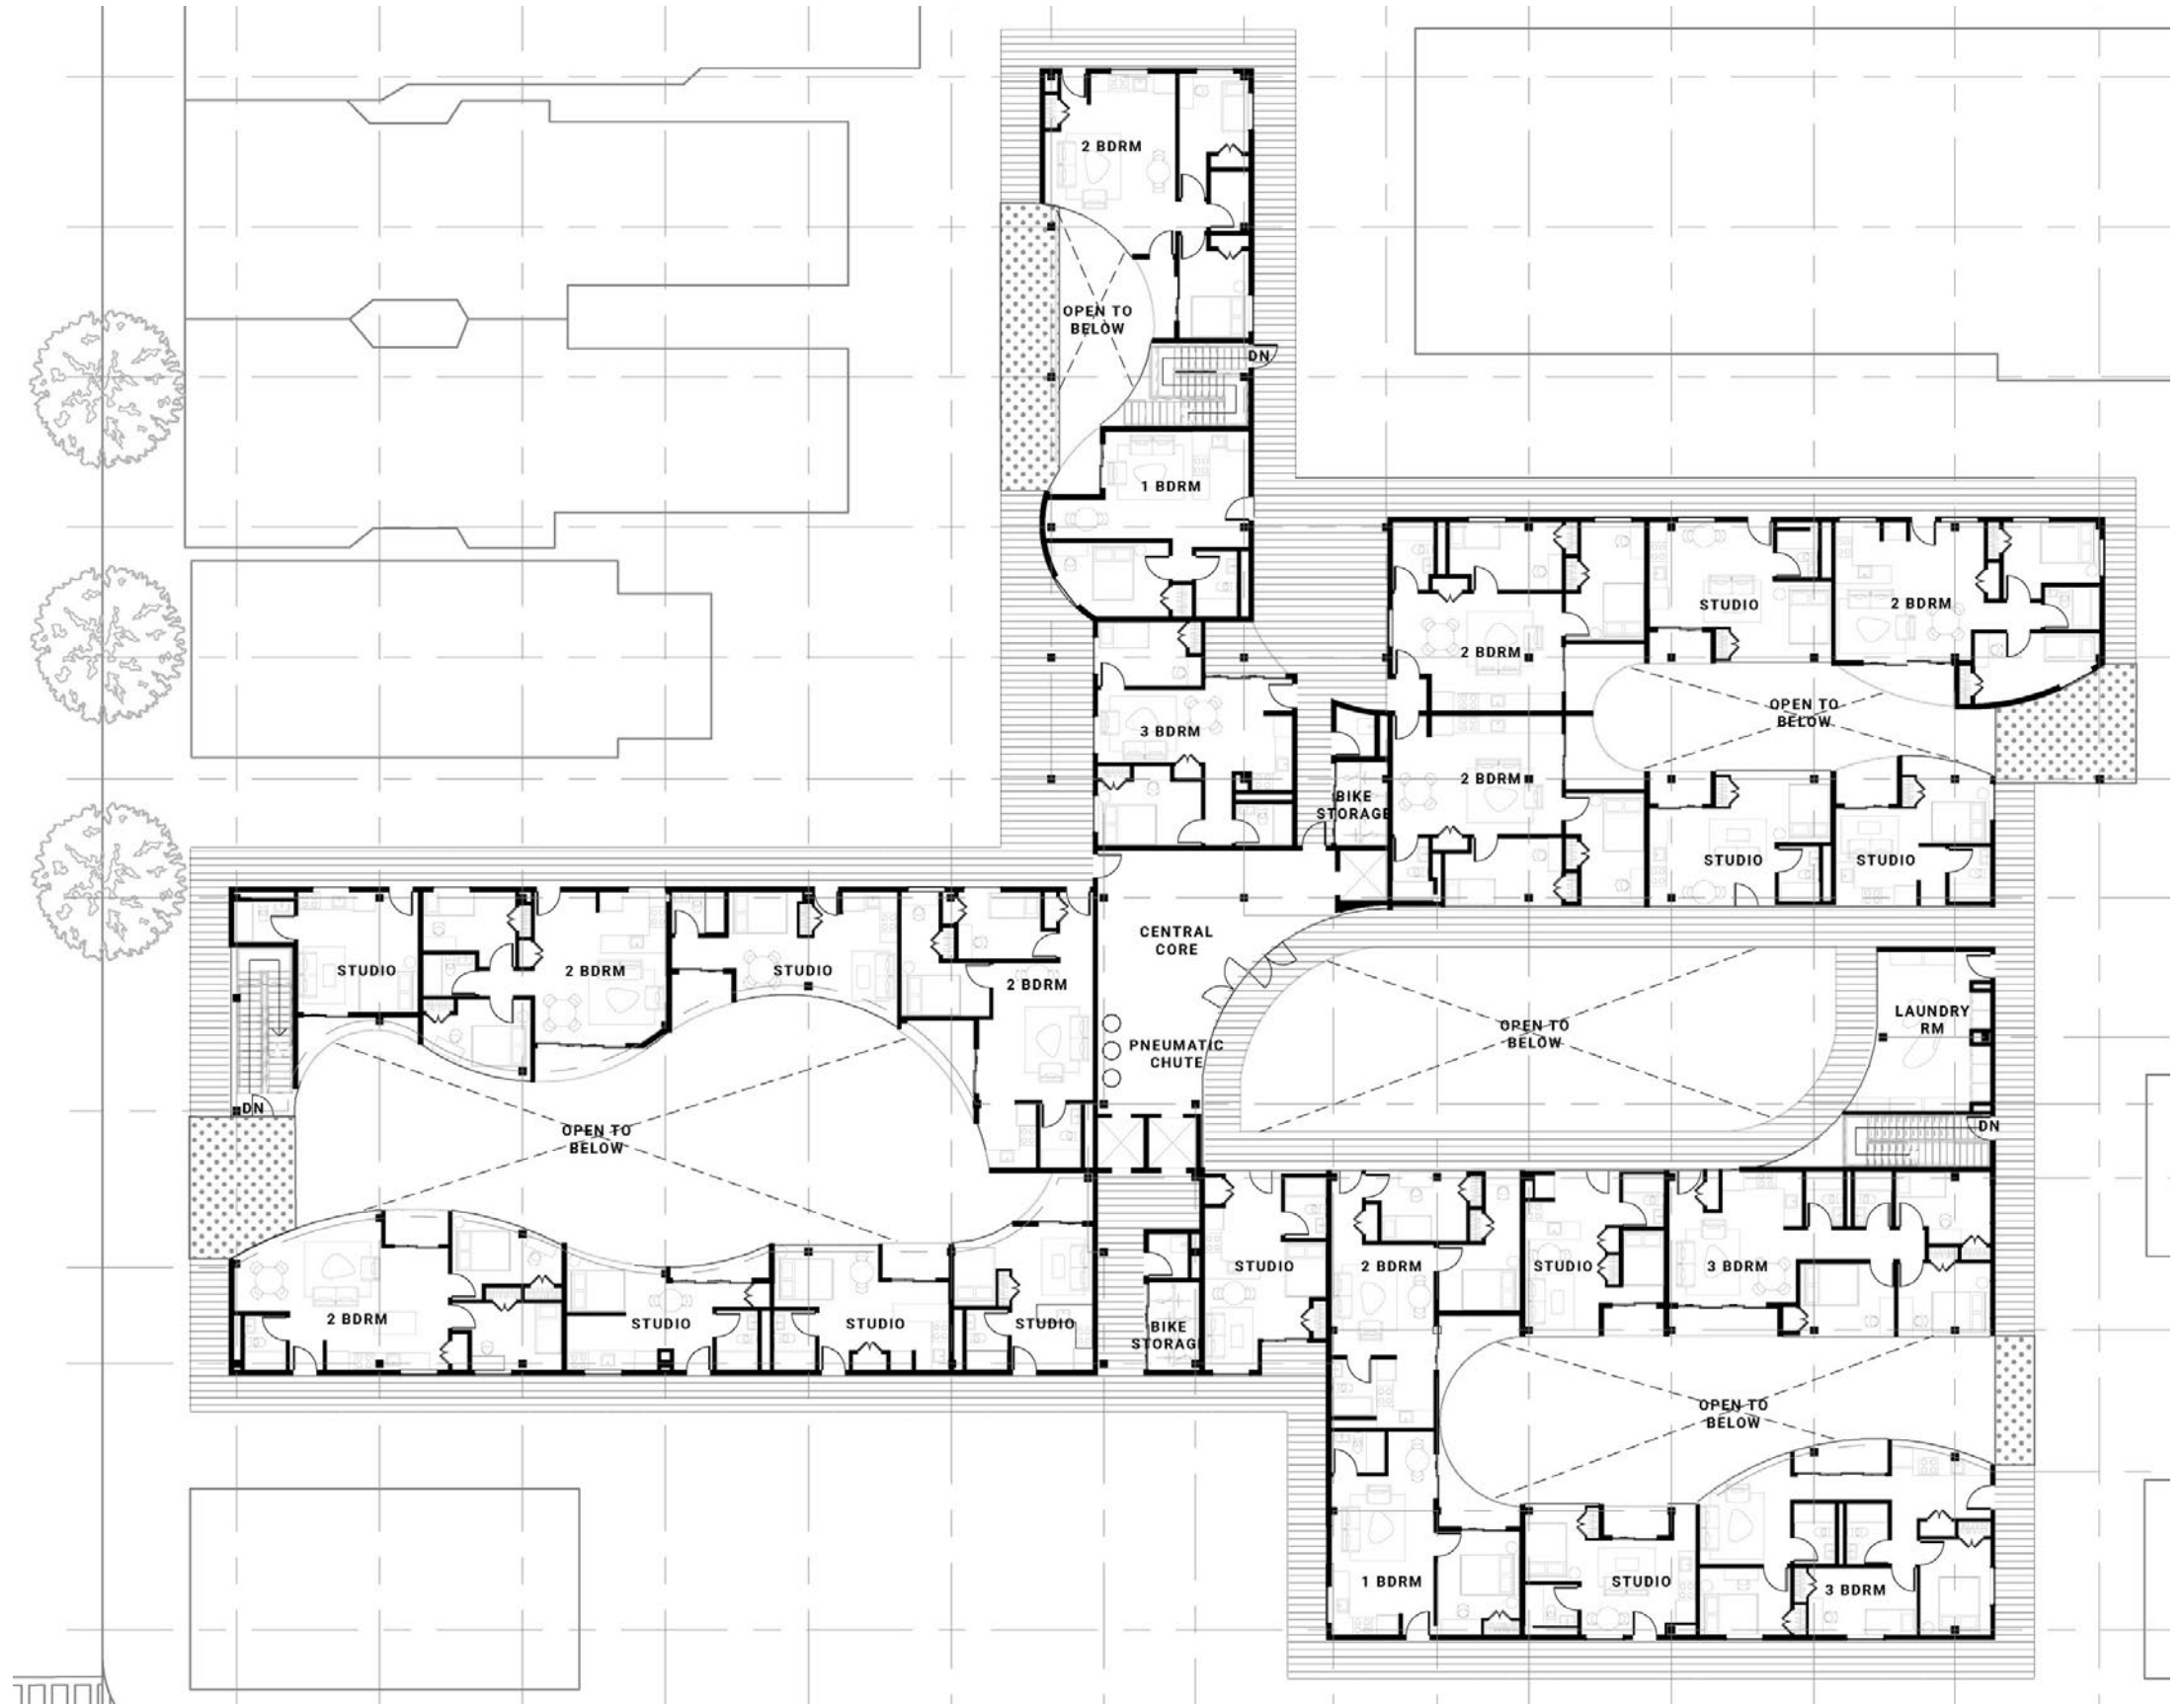 2 BDRM
OPEN TO
BELOW
DN
1 BDRM
STUDIO
2 BDRM
2 BDRM
OPEN TO
BELOW
3 BDRM
2 BDRM
BIKE
STORAGE
STUDIO
STUDIO
CENTRAL
CORE
STUDIO
2 BDRM
STUDIO
2 BDRM
LAUNDRY
RM
OPEN TO
BELOW
PNEUMATIC
CHUTE
DN
DN
OPEN TO
BELOW
STUDIO
2 BDRM
STUDIO
3 BDRM
2 BDRM
STUDIO
STUDIO
STUDIO
BIKE
STORAGE
OPEN TO
BELOW
1 BDRM
STUDIO
3 BDRM